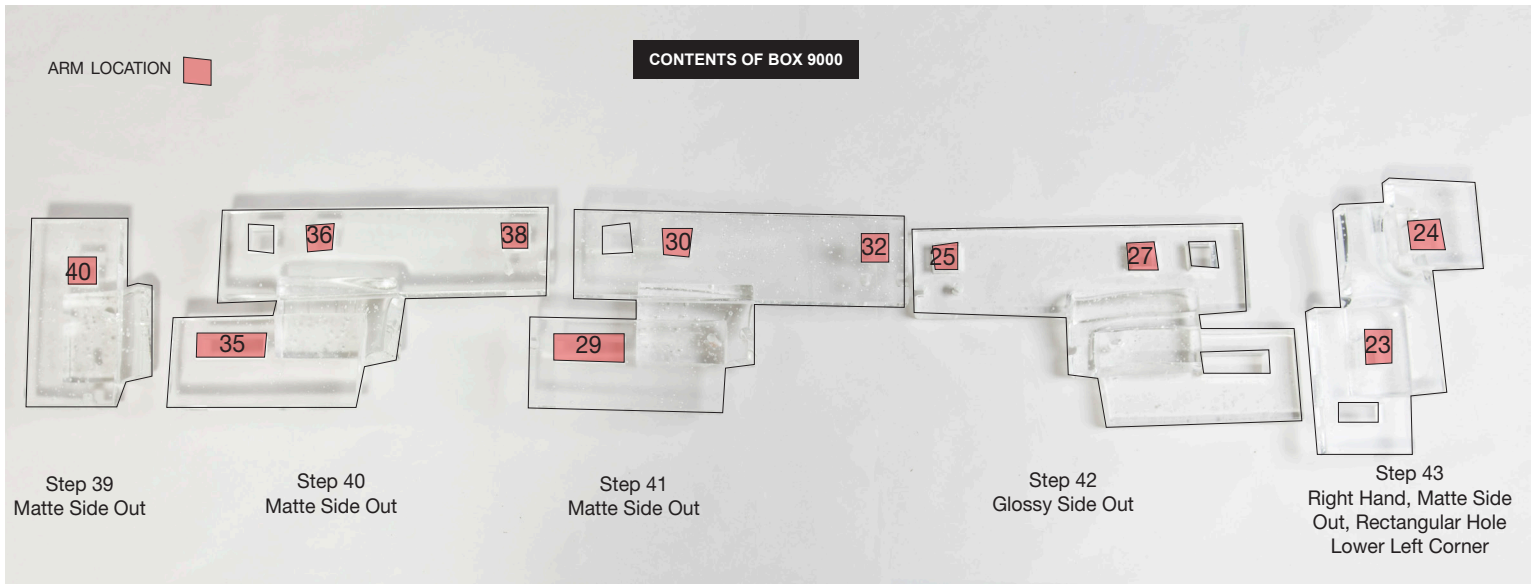 CONTENTS OF BOX 9000
ARM LOCATION
40
36
38
35
30
32
29
25
27
24
23
Step 39
Matte Side Out
Step 40
Matte Side Out
Step 41
Matte Side Out
Step 42
Glossy Side Out
Step 43
Right Hand, Matte Side
Out, Rectangular Hole
Lower Left Corner